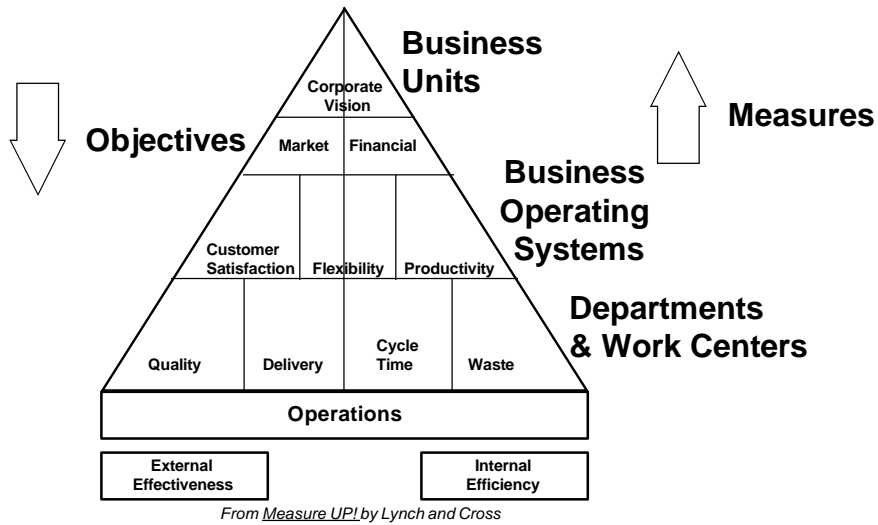 Business
Units
Corporate
Vision
Objectives
Measures
Market
Financial
Business
Operating
Systems
Customer
Satisfaction
Flexibility
Productivity
Departments
& Work Centers
Quality
Delivery
Cycle
Time
Waste
Operations
External
Effectiveness
Internal
Efficiency
From Measure UP! by Lynch and Cross